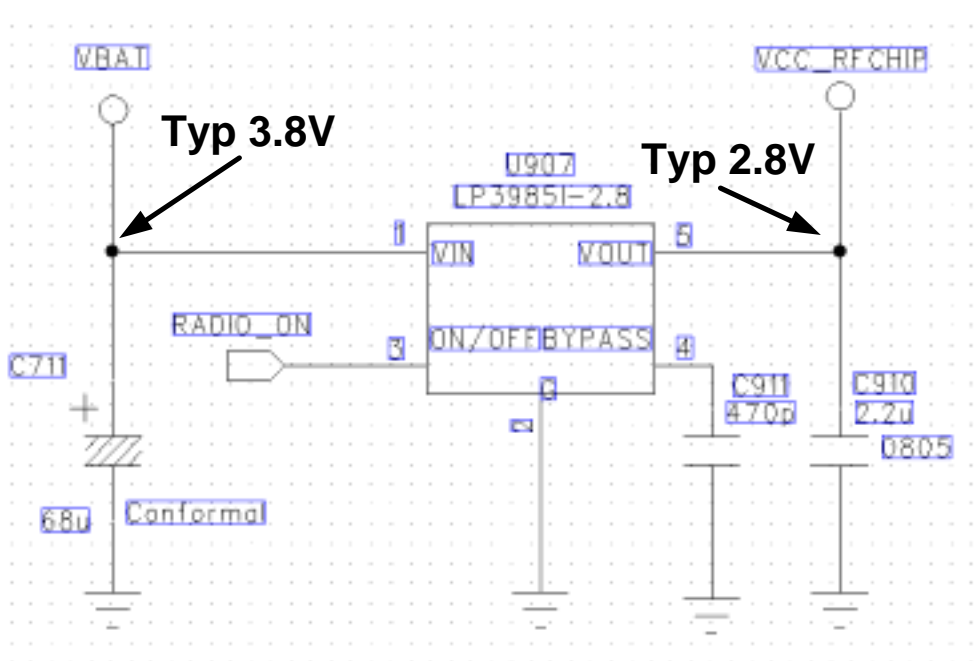 VBAT
VCC_RFCHIP
Typ 3.8V
Typ 2.8V
U907
LP3985I-2.8
1
5
VIN
VOUT
RADIO_ON
3
ON/OFF
BYPASS
4
C711
G
C911
C910
+
470p
2.2u
2
0805
68u
Conformal